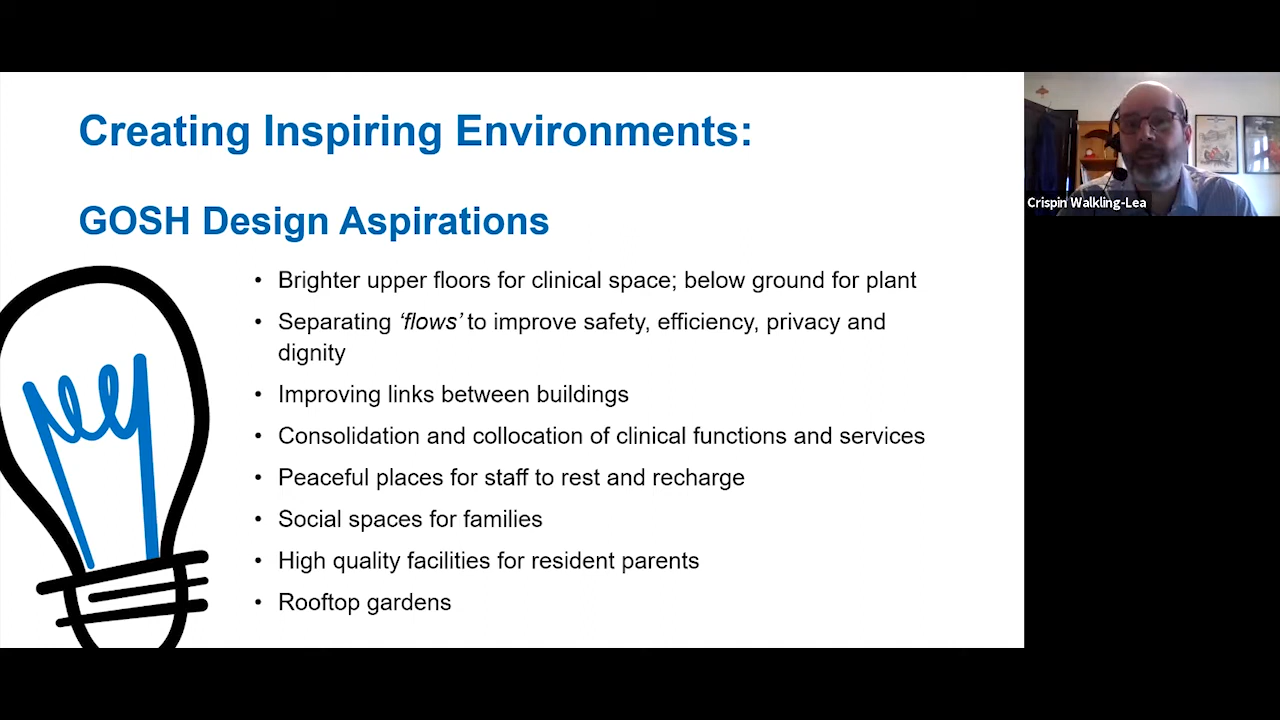 Creating Inspiring Environments:
GOSH Design Aspirations
• Brighter upper floors for clinical space; below ground for plant
• Separating ‘flows’ to improve safety, efficiency, privacy and
dignity
• Improving links between buildings
• Consolidation and collocation of clinical functions and services
• Peaceful places for staff to rest and recharge
• Social spaces for families
• High quality facilities for resident parents
• Rooftop gardens
Crispin Walkling-Lea